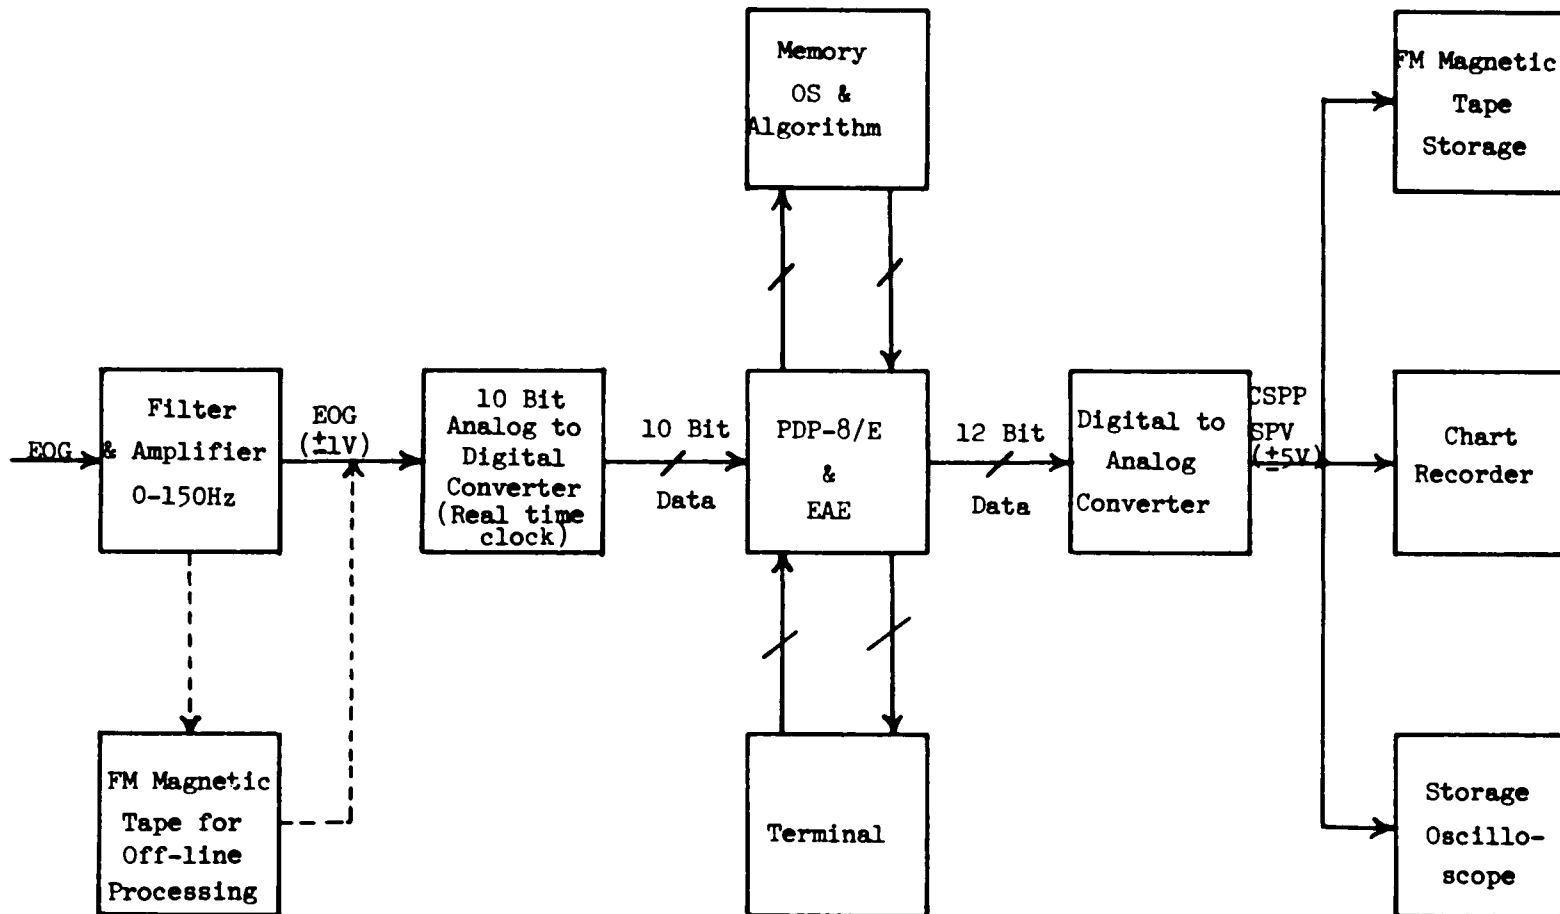 EOG
Filter
& Amplifier
0-150Hz
EOG
(±1V)
10 Bit
Analog to
Digital
Converter
(Real time
clock)
10 Bit
Data
Memory
OS &
Algorithm
PDP-8/E
&
EAE
12 Bit
Data
Digital to
Analog
Converter
CSPP
SPV
(±5V)
FM Magnetic
Tape
Storage
Chart
Recorder
Storage
Oscillo-
scope
FM Magnetic
Tape for
Off-line
Processing
Terminal